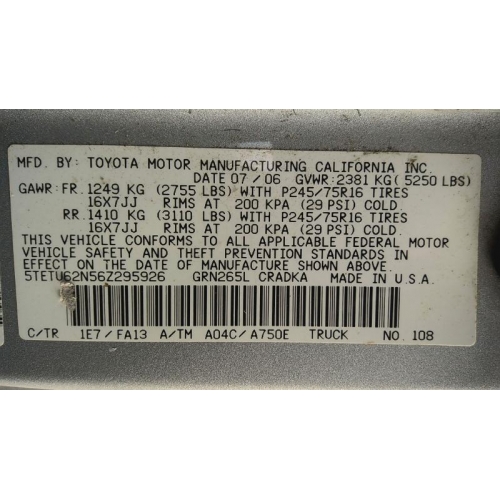 MFD. BY: TOYOTA MOTOR MANUFACTURING CALIFORNIA INC.
DATE 07/06 GVWR:2381 KG( 5250 LBS)
GAWR: FR. 1249 KG (2755 LBS) WITH P245/75R16 TIRES
16X7JJ RIMS AT 200 KPA (29 PSI) COLD.
RR. 1410 KG (3110 LBS) WITH P245/75R16 TIRES
16X7JJ RIMS AT 200 KPA (29 PSI) COLD.
THIS VEHICLE CONFORMS TO ALL APPLICABLE FEDERAL MOTOR
VEHICLE SAFETY AND THEFT PREVENTION STANDARDS IN
EFFECT ON THE DATE OF MANUFACTURE SHOWN ABOVE.
5TETU62N56Z295926 GRN265L CRADKA MADE IN U.S.A.
C/TR 1E7/FA13 A/TM A04C/A750E TRUCK NO. 108